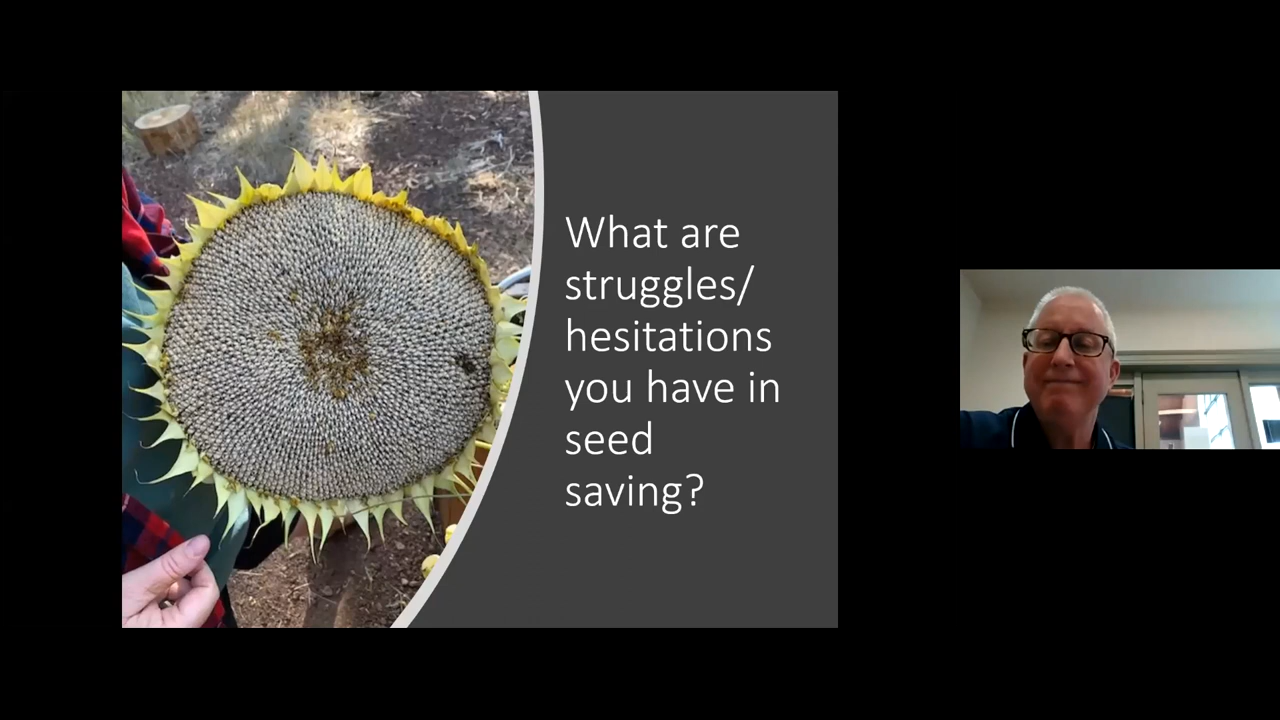 What are
struggles/
hesitations
you have in
seed
saving?